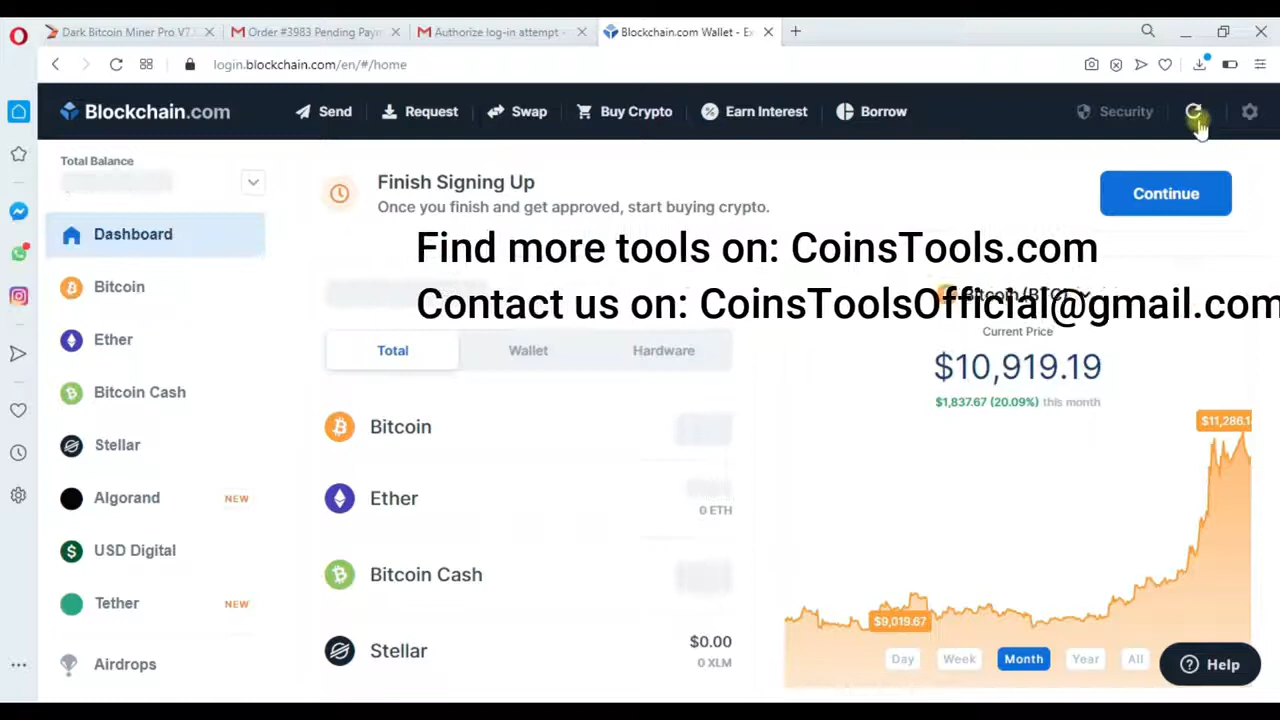 Dark Bitcoin Miner Pro V7.
Order #3983 Pending Paym
Authorize log-in attempt -
Blockchain.com Wallet - Ex
login.blockchain.com/en/#/home
Blockchain.com
Send
Request
Swap
Buy Crypto
Earn Interest
Borrow
Security
Total Balance
Finish Signing Up
Once you finish and get approved, start buying crypto.
Continue
Find more tools on: CoinsTools.com
Contact us on: CoinsToolsOfficial@gmail.com
Dashboard
Bitcoin
Ether
Bitcoin Cash
Stellar
Algorand NEW
USD Digital
Tether NEW
Airdrops
Total
Wallet
Hardware
Bitcoin
Ether
0 ETH
Bitcoin Cash
Stellar
$0.00
0 XLM
Bitcoin (BTC)
Current Price
$10,919.19
$1,837.67 (20.09%) this month
$11,286.1
$9,019.67
Day
Week
Month
Year
All
Help